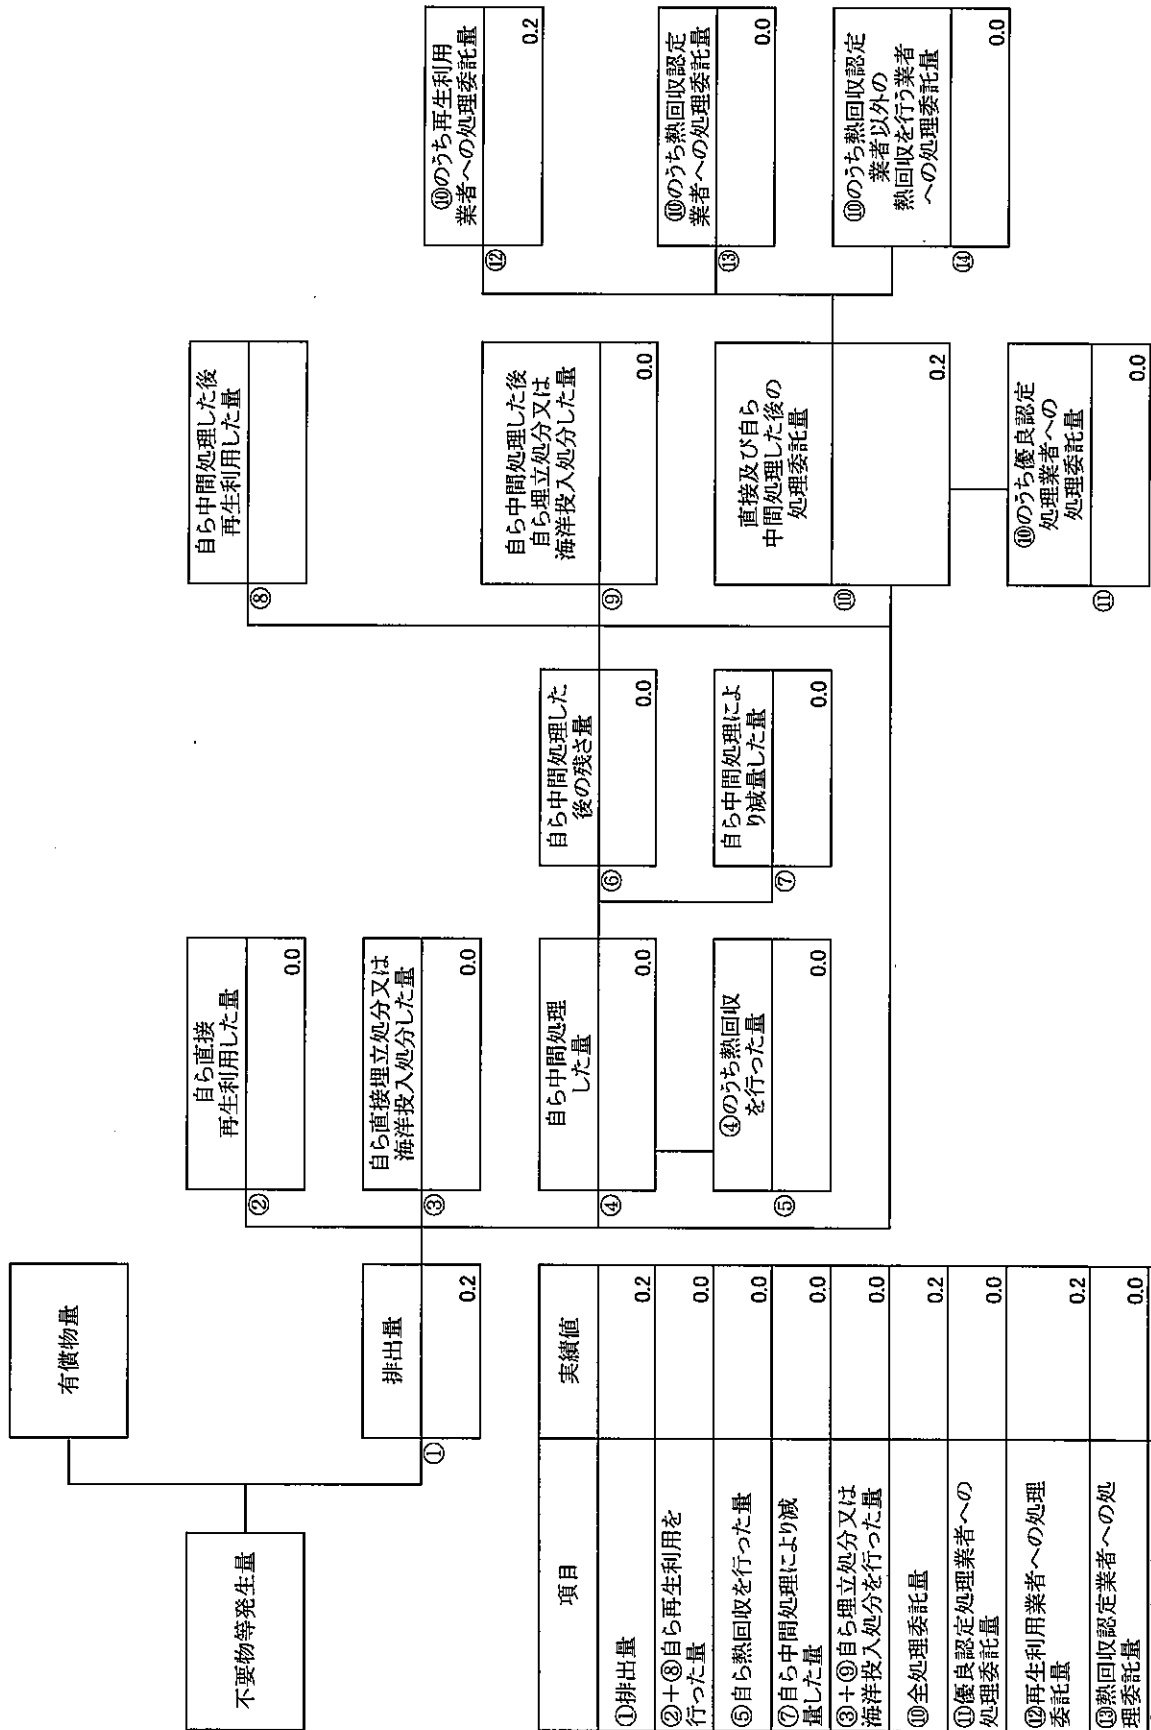 有償物量
不要物等発生量
①
排出量
0.2
②
自ら直接
再生利用した量
0.0
③
自ら直接埋立処分又は
海洋投入処分した量
0.0
④
自ら中間処理
した量
0.0
⑤
④のうち熱回収
を行った量
0.0
⑥
自ら中間処理した
後の残さ量
0.0
⑦
自ら中間処理によ
り減量した量
0.0
⑧
自ら中間処理した後
再生利用した量
⑨
自ら中間処理した後
自ら埋立処分又は
海洋投入処分した量
0.0
⑩
直接及び自ら
中間処理した後の
処理委託量
0.2
⑪
⑩のうち優良認定
処理業者への
処理委託量
0.0
⑫
⑩のうち再生利用
業者への処理委託量
0.2
⑬
⑩のうち熱回収認定
業者への処理委託量
0.0
⑭
⑩のうち熱回収認定
業者以外の
熱回収を行う業者
への処理委託量
0.0
項目 実績値
①排出量 0.2
②+⑧自ら再生利用を
行った量 0.0
⑤自ら熱回収を行った量 0.0
⑦自ら中間処理により減
量した量 0.0
③+⑨自ら埋立処分又は
海洋投入処分を行った量 0.0
⑩全処理委託量 0.2
⑪優良認定処理業者への
処理委託量 0.0
⑫再生利用業者への処理
委託量 0.2
⑬熱回収認定業者への処
理委託量 0.0